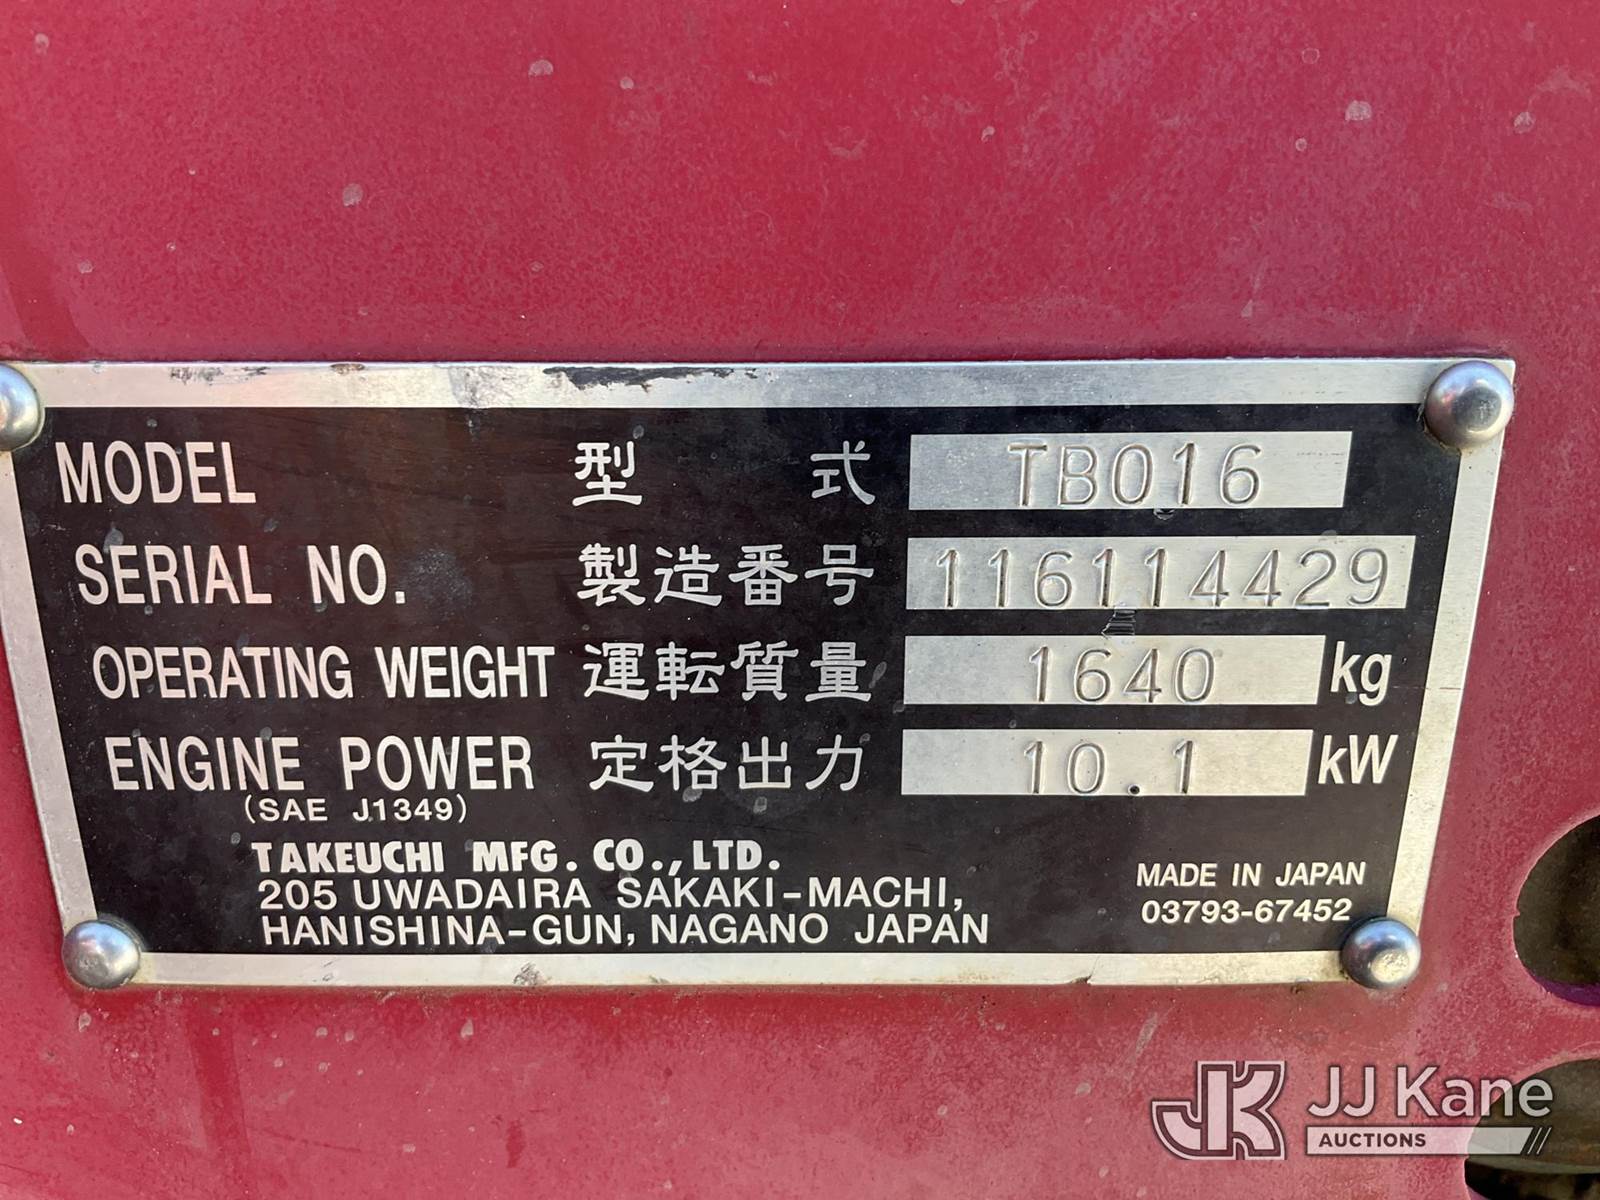 MODEL 型式 TB016
SERIAL NO. 製造番号 116114429
OPERATING WEIGHT 運転質量 1640 kg
ENGINE POWER 定格出力 10.1 kW
(SAE J1349)
TAKEUCHI MFG. CO., LTD.
205 UWADAIRA SAKAKI-MACHI,
HANISHINA-GUN, NAGANO JAPAN
MADE IN JAPAN
03793-67452
JK JJ Kane
AUCTIONS